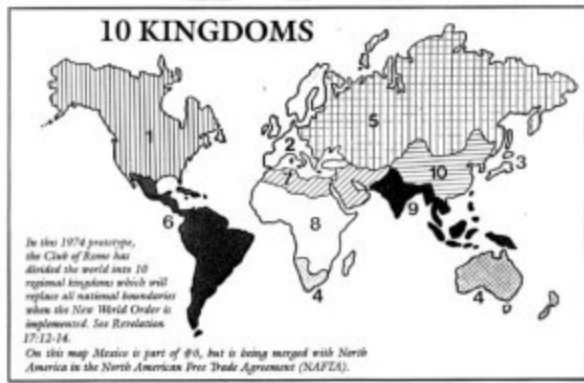 10 KINGDOMS
1
2
5
3
7
10
6
8
9
4
4
In this 1974 prototype,
the Club of Rome has
divided the world into 10
regional kingdoms which will
replace all national boundaries
when the New World Order is
implemented. See Revelation
17:12-14.
On this map Mexico is part of #6, but is being merged with North
America in the North American Free Trade Agreement (NAFTA).